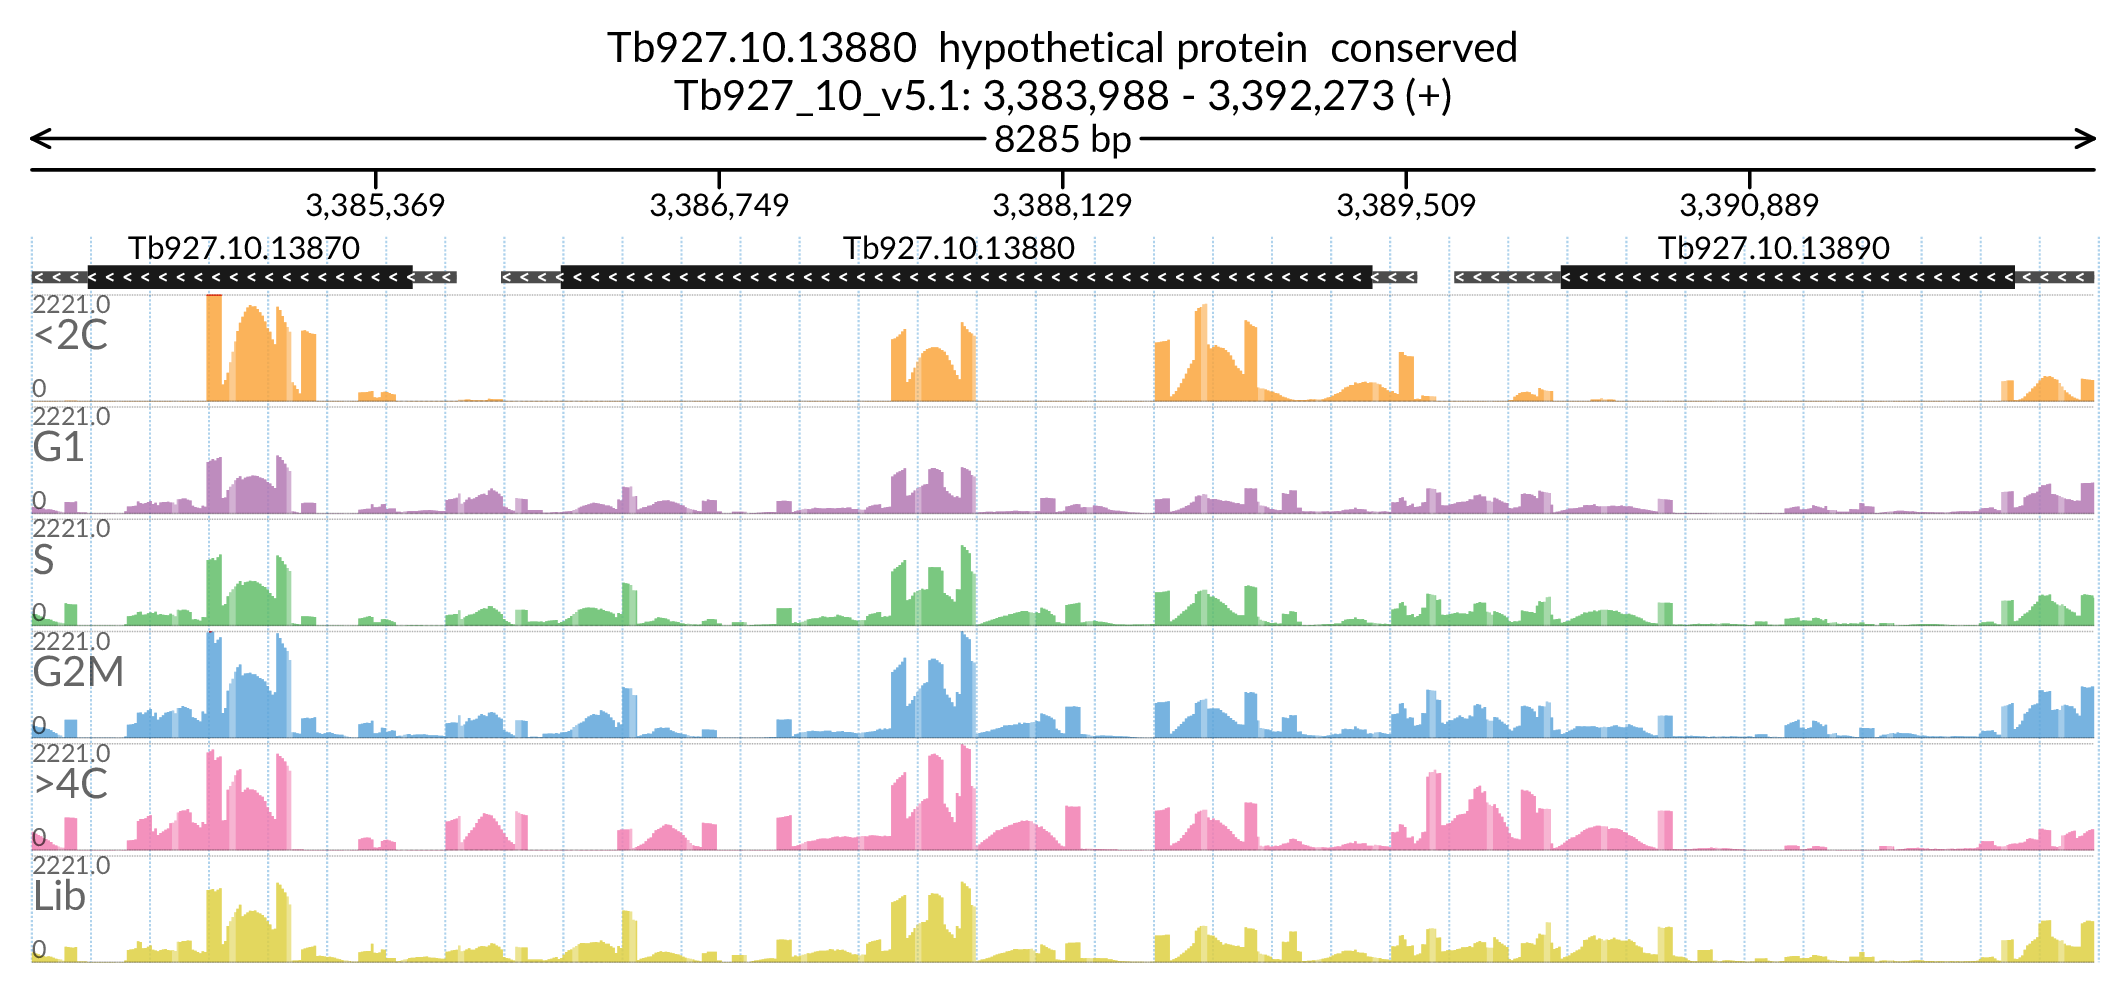 Tb927.10.13880  hypothetical protein  conserved
Tb927_10_v5.1: 3,383,988 - 3,392,273 (+)
8285 bp
3,385,369 3,386,749 3,388,129 3,389,509 3,390,889
Tb927.10.13870 Tb927.10.13880 Tb927.10.13890
2221.0
<2C
0
2221.0
G1
0
2221.0
S
0
2221.0
G2M
0
2221.0
>4C
0
2221.0
Lib
0